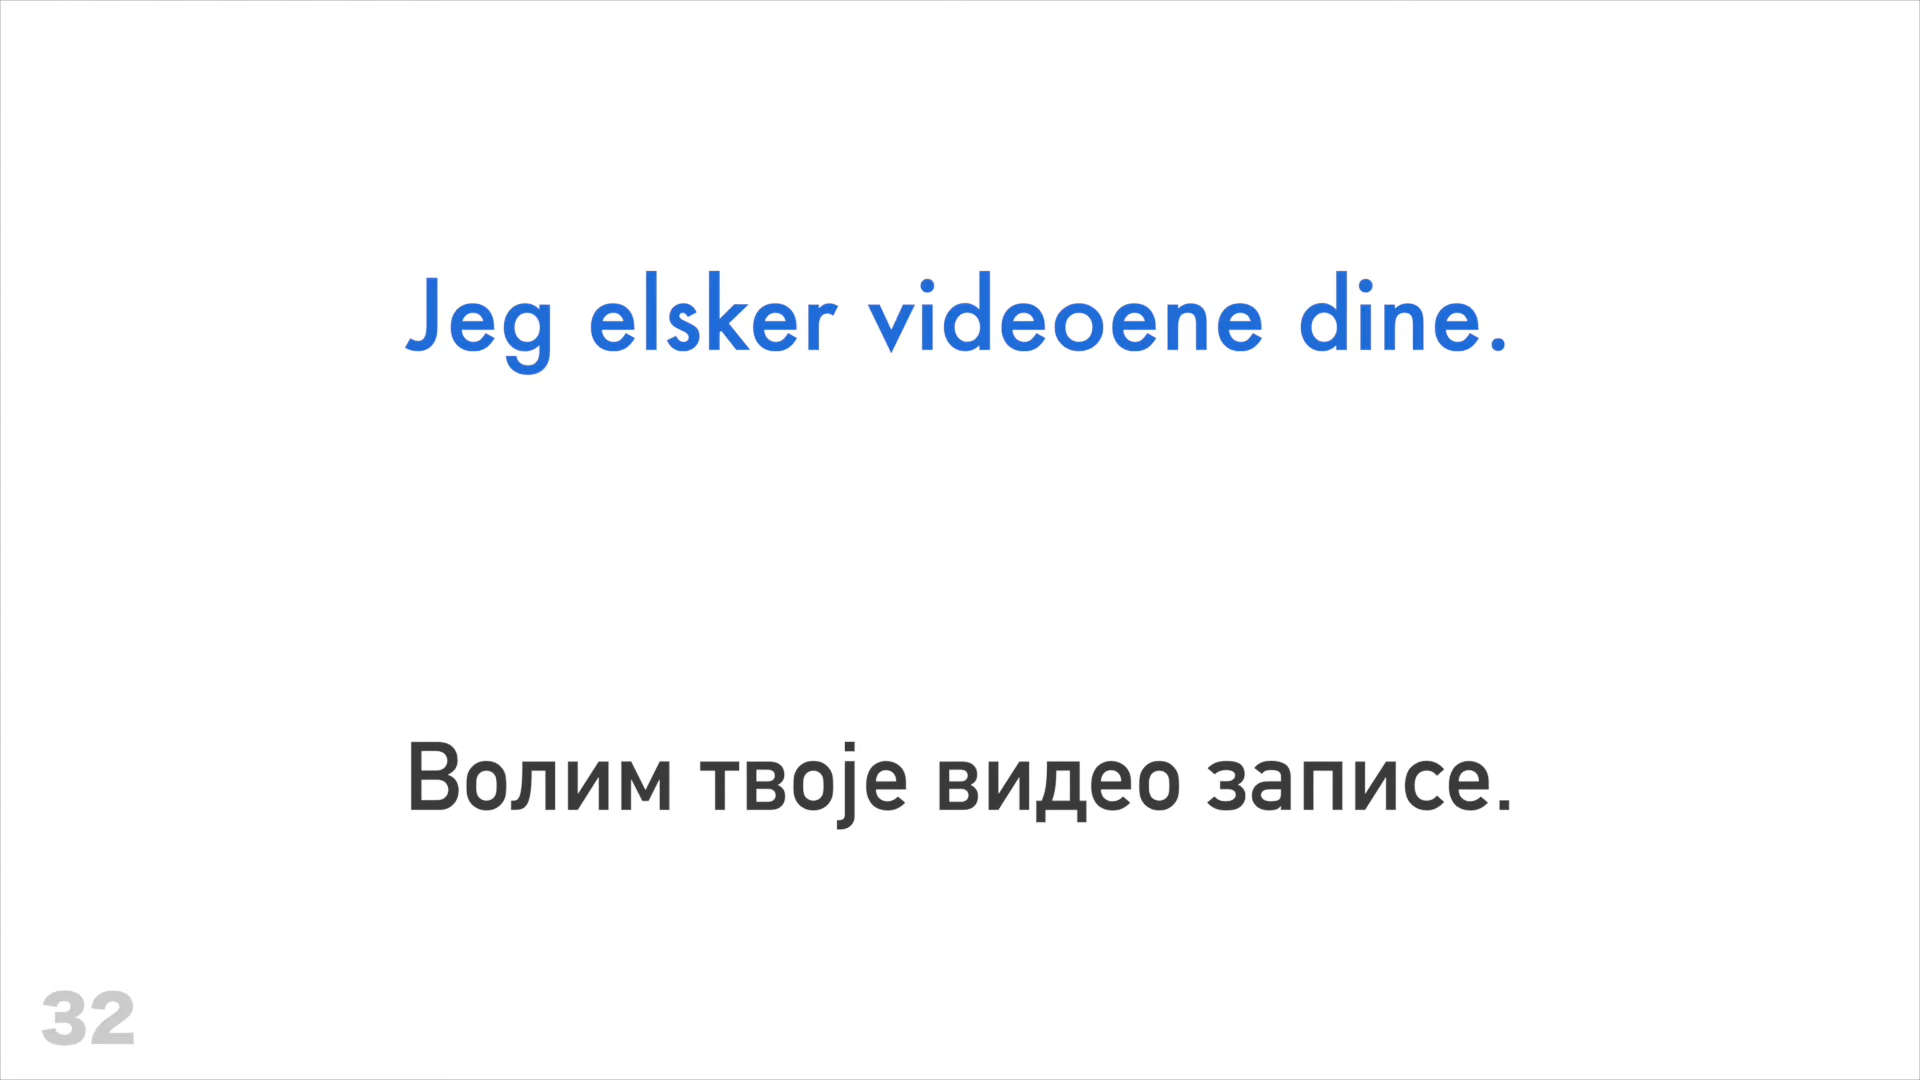 Jeg elsker videoene dine.
Волим твоје видео записе.
32